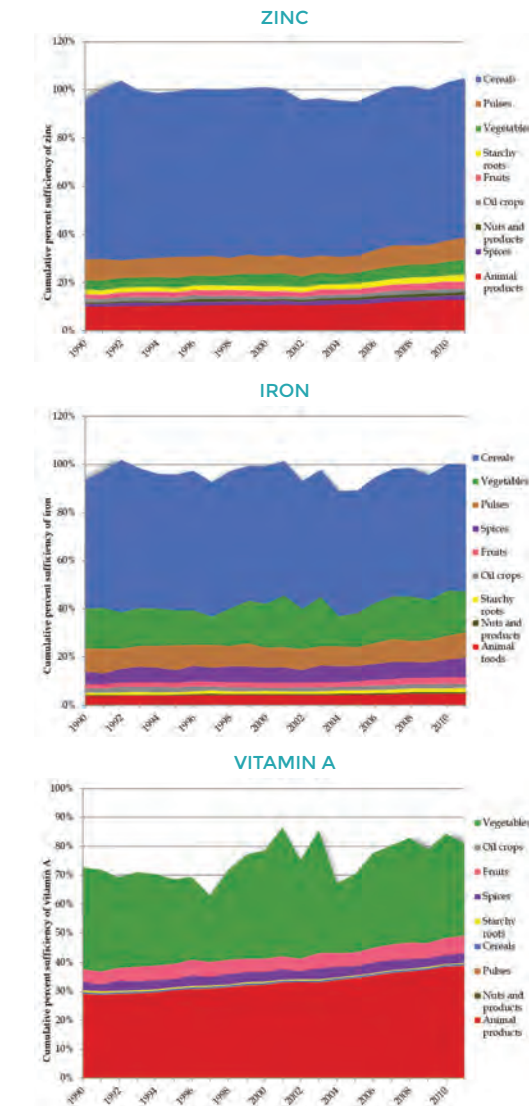 ZINC
Cumulative percent sufficiency of zinc
120%
100%
80%
60%
40%
20%
0%
1990
1992
1994
1996
1998
2000
2002
2004
2006
2008
2010
Cereals
Pulses
Vegetables
Starchy
roots
Fruits
Oil crops
Nuts and
products
Spices
Animal
products
IRON
Cumulative percent sufficiency of iron
120%
100%
80%
60%
40%
20%
0%
1990
1992
1994
1996
1998
2000
2002
2004
2006
2008
2010
Cereals
Vegetables
Pulses
Spices
Fruits
Oil crops
Starchy
roots
Nuts and
products
Animal
foods
VITAMIN A
Cumulative percent sufficiency of vitamin A
100%
90%
80%
70%
60%
50%
40%
30%
20%
10%
0%
1990
1992
1994
1996
1998
2000
2002
2004
2006
2008
2010
Vegetables
Oil crops
Fruits
Spices
Starchy
roots
Cereals
Pulses
Nuts and
products
Animal
products